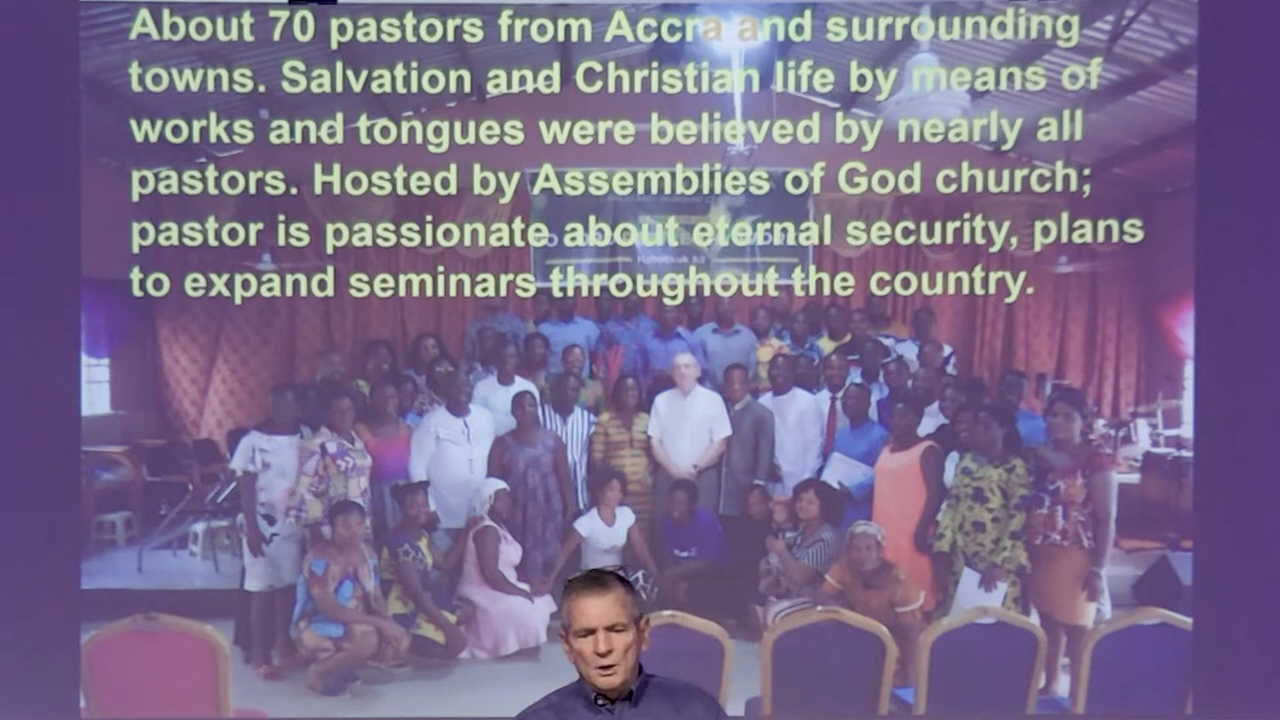 About 70 pastors from Accra and surrounding
towns. Salvation and Christian life by means of
works and tongues were believed by nearly all
pastors. Hosted by Assemblies of God church;
pastor is passionate about eternal security, plans
to expand seminars throughout the country.